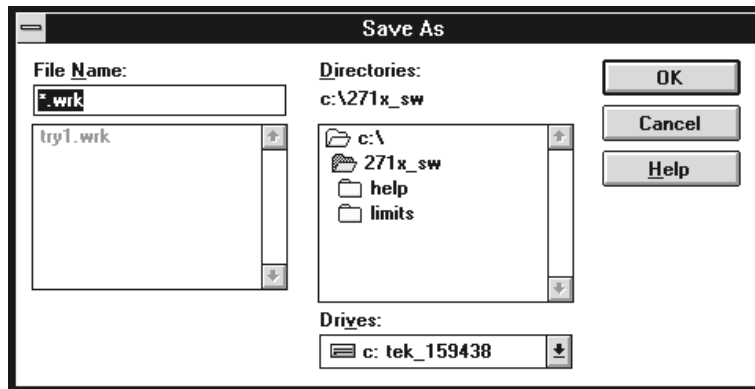 Save As
File Name:
*.wrk
try1.wrk
Directories:
c:\271x_sw
c:\
271x_sw
help
limits
Drives:
c: tek_159438
OK
Cancel
Help